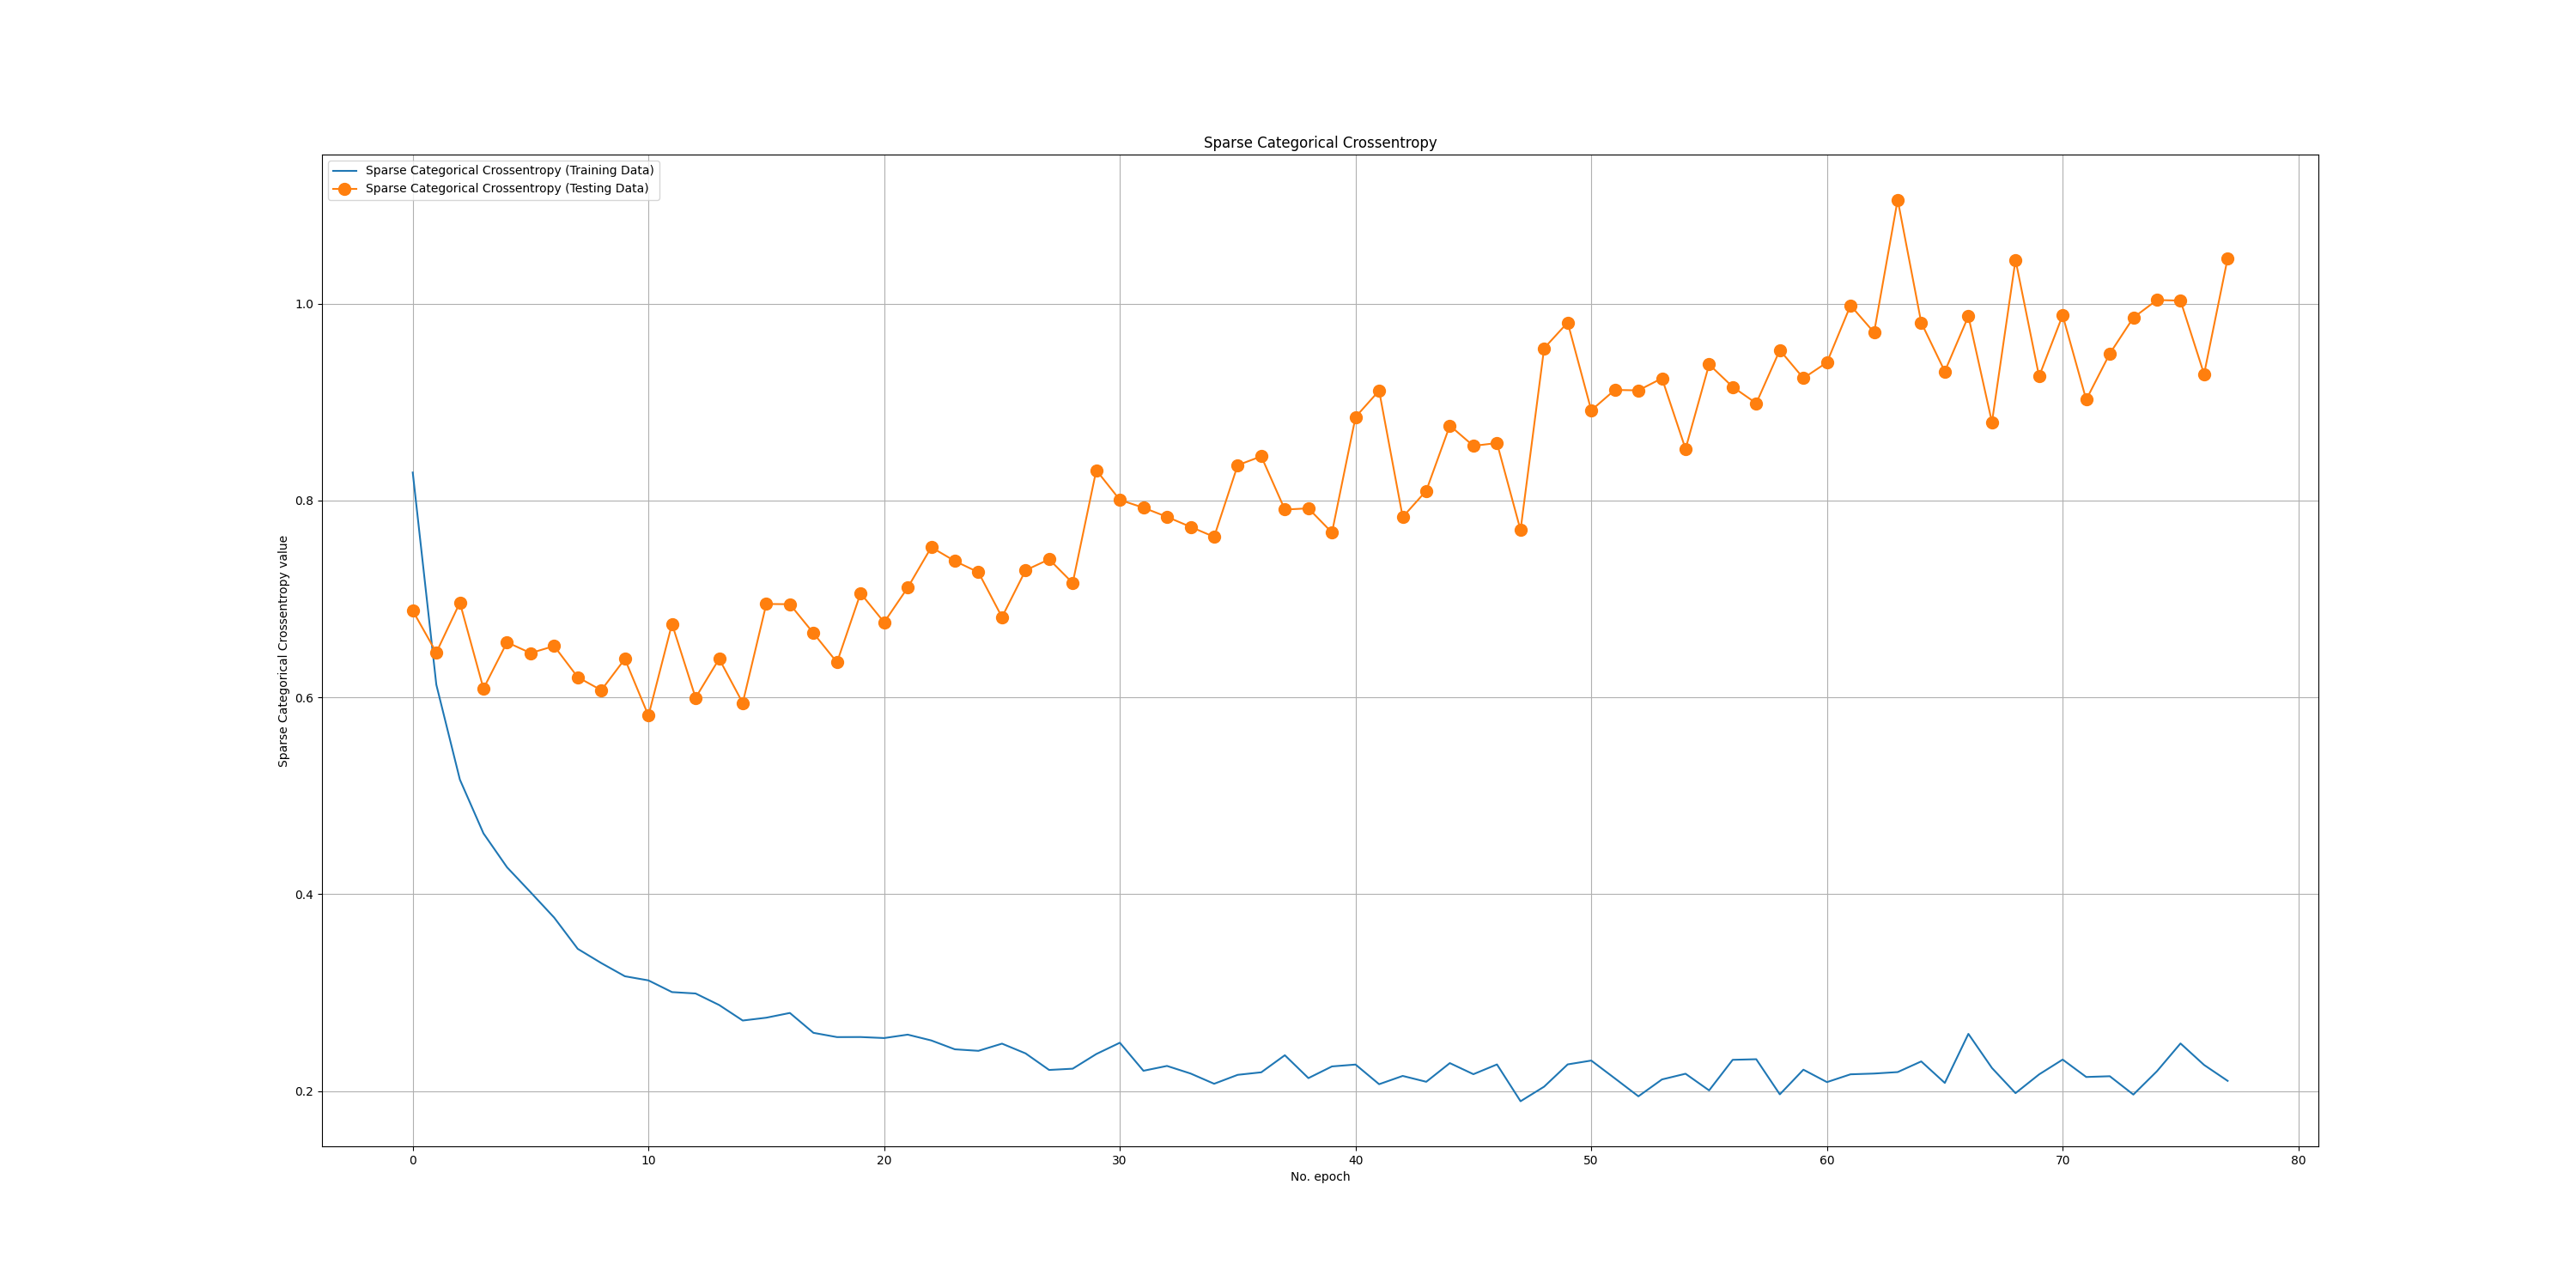 Sparse Categorical Crossentropy
Sparse Categorical Crossentropy (Training Data)
Sparse Categorical Crossentropy (Testing Data)
Sparse Categorical Crossentropy value
1.0
0.8
0.6
0.4
0.2
0 10 20 30 40 50 60 70 80
No. epoch